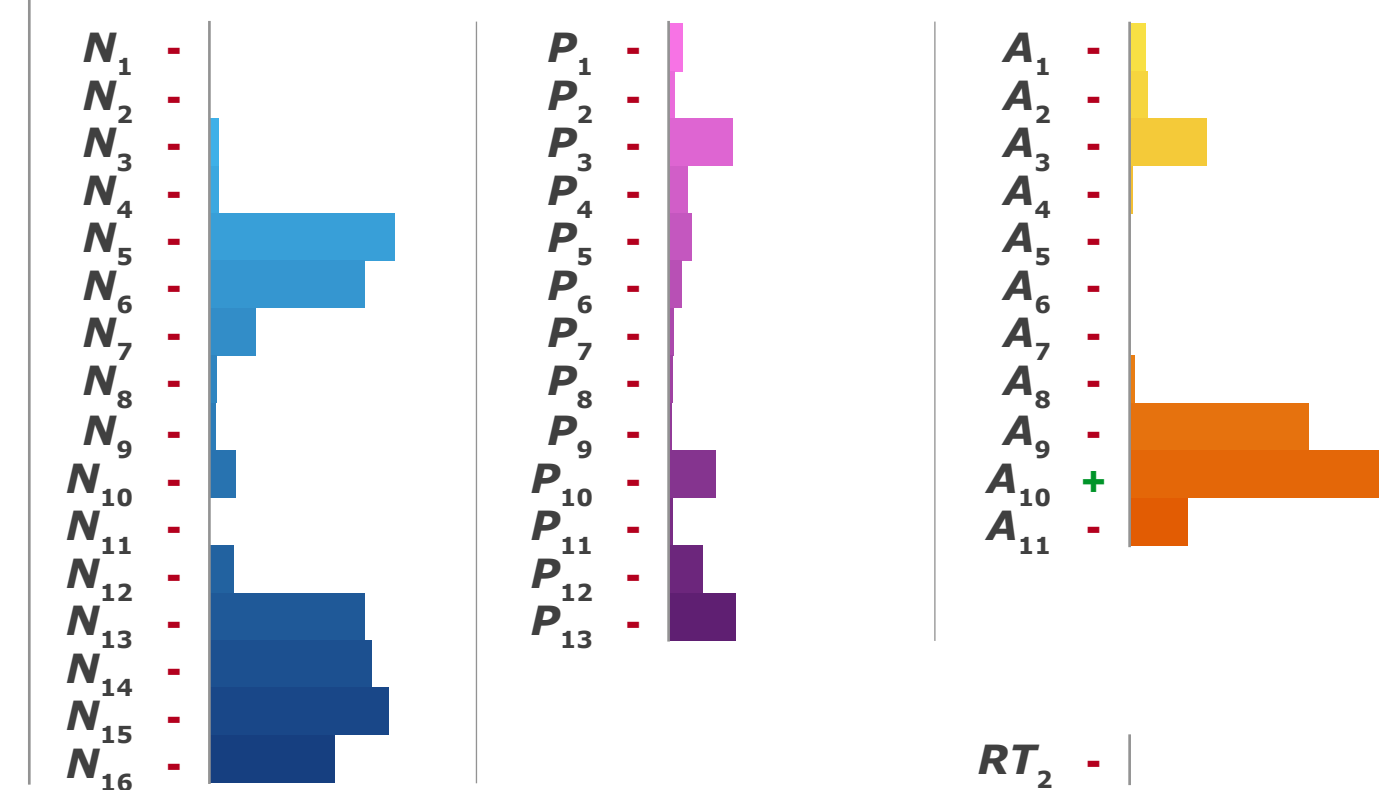 N1 -
N2 -
N3 -
N4 -
N5 -
N6 -
N7 -
N8 -
N9 -
N10 -
N11 -
N12 -
N13 -
N14 -
N15 -
N16 -
P1 -
P2 -
P3 -
P4 -
P5 -
P6 -
P7 -
P8 -
P9 -
P10 -
P11 -
P12 -
P13 -
A1 -
A2 -
A3 -
A4 -
A5 -
A6 -
A7 -
A8 -
A9 -
A10 +
A11 -
RT2 -